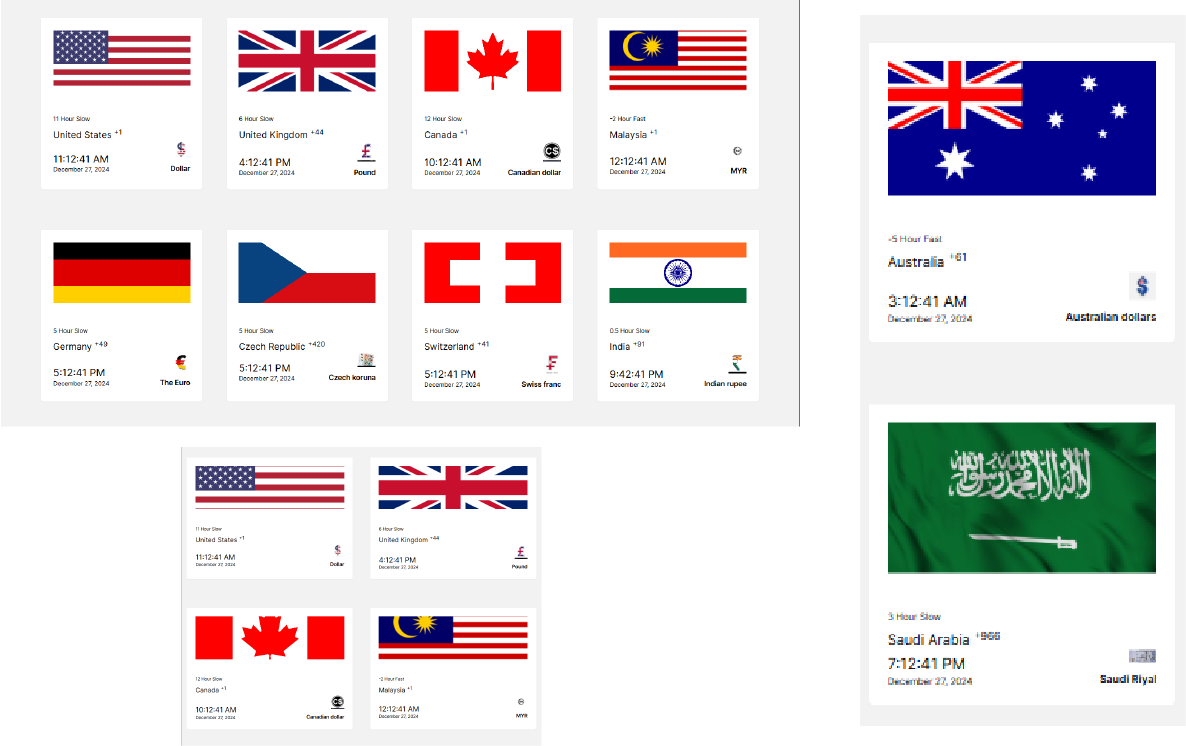 11 Hour Slow
United States +1
11:12:41 AM
December 27, 2024
Dollar
6 Hour Slow
United Kingdom +44
4:12:41 PM
December 27, 2024
Pound
12 Hour Slow
Canada +1
10:12:41 AM
December 27, 2024
C$
Canadian dollar
-2 Hour Fast
Malaysia +1
12:12:41 AM
December 27, 2024
MYR
5 Hour Slow
Germany +49
5:12:41 PM
December 27, 2024
The Euro
5 Hour Slow
Czech Republic +420
5:12:41 PM
December 27, 2024
Czech koruna
5 Hour Slow
Switzerland +41
5:12:41 PM
December 27, 2024
Swiss franc
0.5 Hour Slow
India +91
9:42:41 PM
December 27, 2024
Indian rupee
11 Hour Slow
United States +1
11:12:41 AM
December 27, 2024
Dollar
6 Hour Slow
United Kingdom +44
4:12:41 PM
December 27, 2024
Pound
12 Hour Slow
Canada +1
10:12:41 AM
December 27, 2024
C$
Canadian dollar
-2 Hour Fast
Malaysia +1
12:12:41 AM
December 27, 2024
MYR
-5 Hour Fast
Australia +61
3:12:41 AM
December 27, 2024
$
Australian dollars
3 Hour Slow
Saudi Arabia +966
7:12:41 PM
December 27, 2024
Saudi Riyal